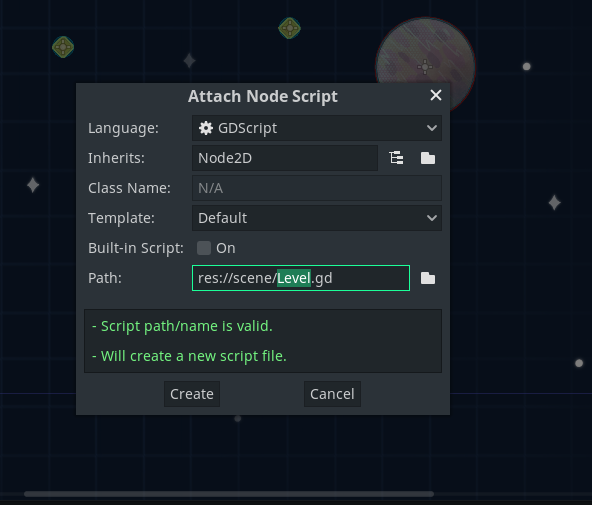 Attach Node Script
Language: GDScript
Inherits: Node2D
Class Name: N/A
Template: Default
Built-in Script: On
Path: res://scene/Level.gd
- Script path/name is valid.
- Will create a new script file.
Create Cancel